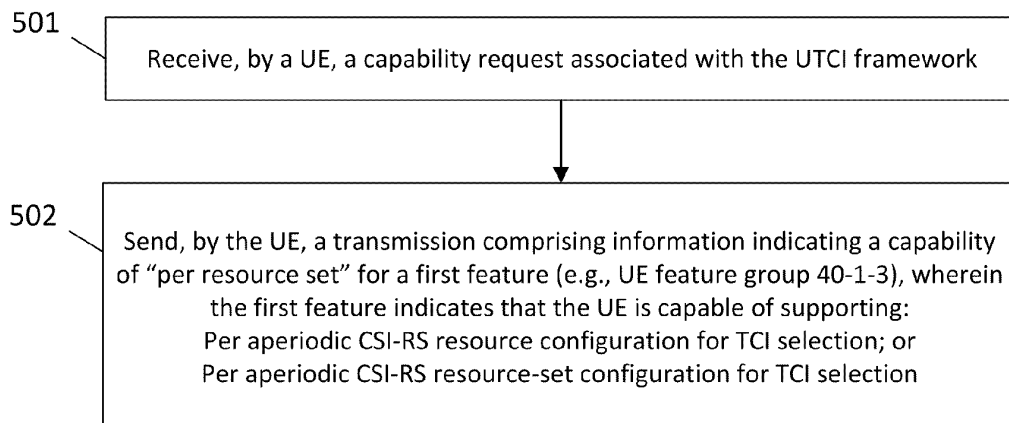 501
Receive, by a UE, a capability request associated with the UTCI framework
502
Send, by the UE, a transmission comprising information indicating a capability
of “per resource set” for a first feature (e.g., UE feature group 40-1-3), wherein
the first feature indicates that the UE is capable of supporting:
Per aperiodic CSI-RS resource configuration for TCI selection; or
Per aperiodic CSI-RS resource-set configuration for TCI selection